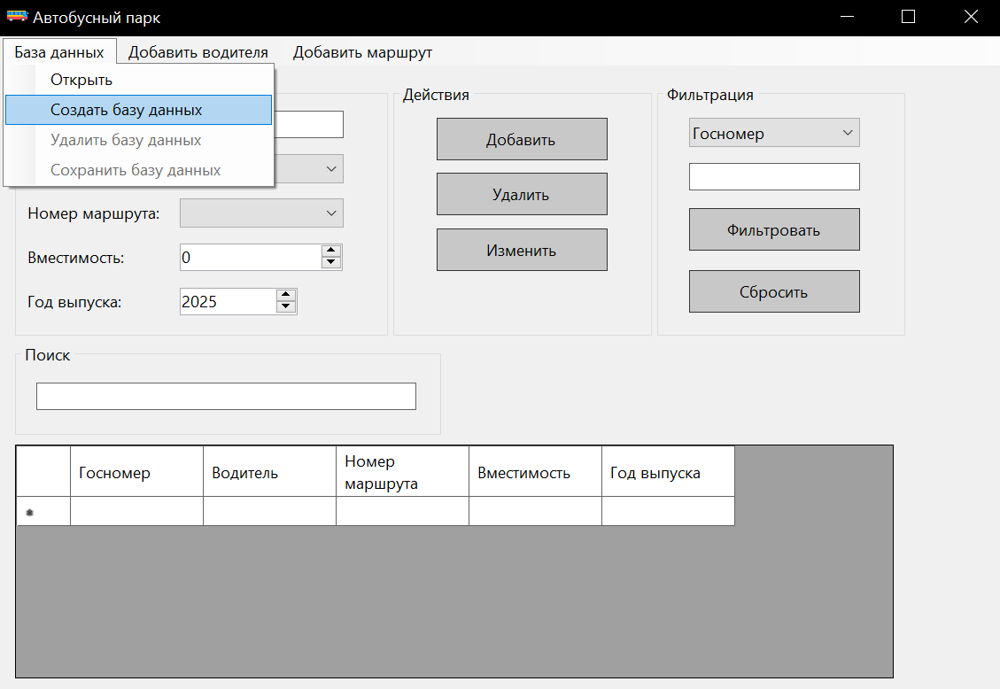 Автобусный парк
База данных
Добавить водителя
Добавить маршрут
Открыть
Создать базу данных
Удалить базу данных
Сохранить базу данных
Номер маршрута:
Вместимость:
0
Год выпуска:
2025
Действия
Добавить
Удалить
Изменить
Фильтрация
Госномер
Фильтровать
Сбросить
Поиск
Госномер
Водитель
Номер
маршрута
Вместимость
Год выпуска